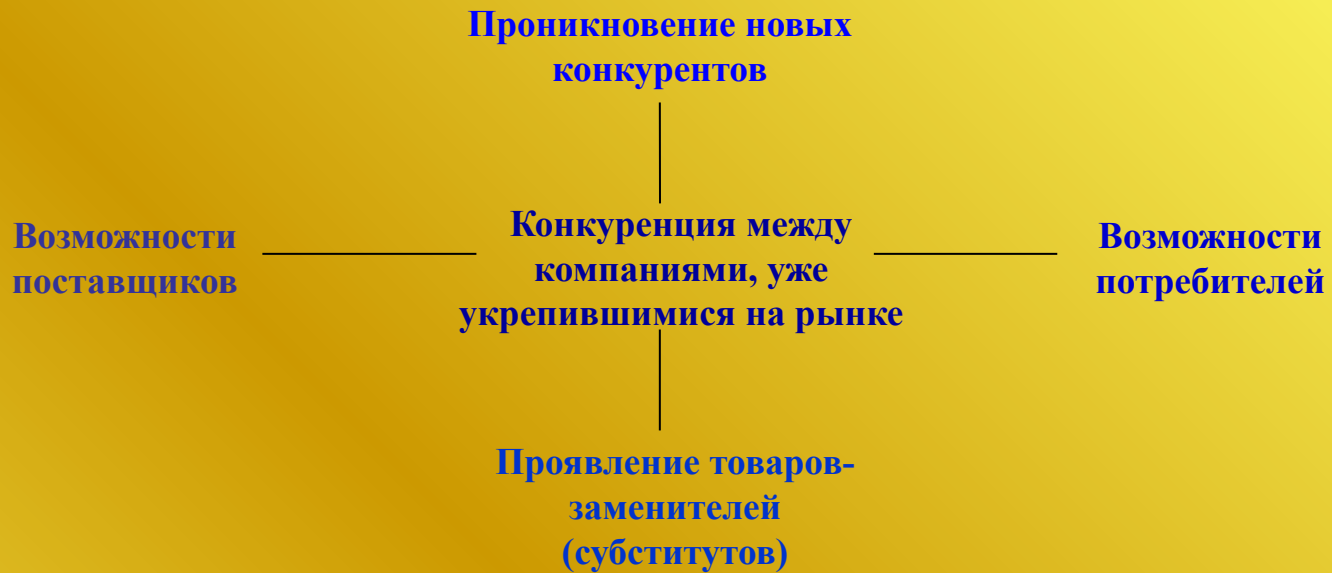 Проникновение новых
конкурентов
Возможности
поставщиков
Конкуренция между
компаниями, уже
укрепившимися на рынке
Возможности
потребителей
Проявление товаров-
заменителей
(субститутов)